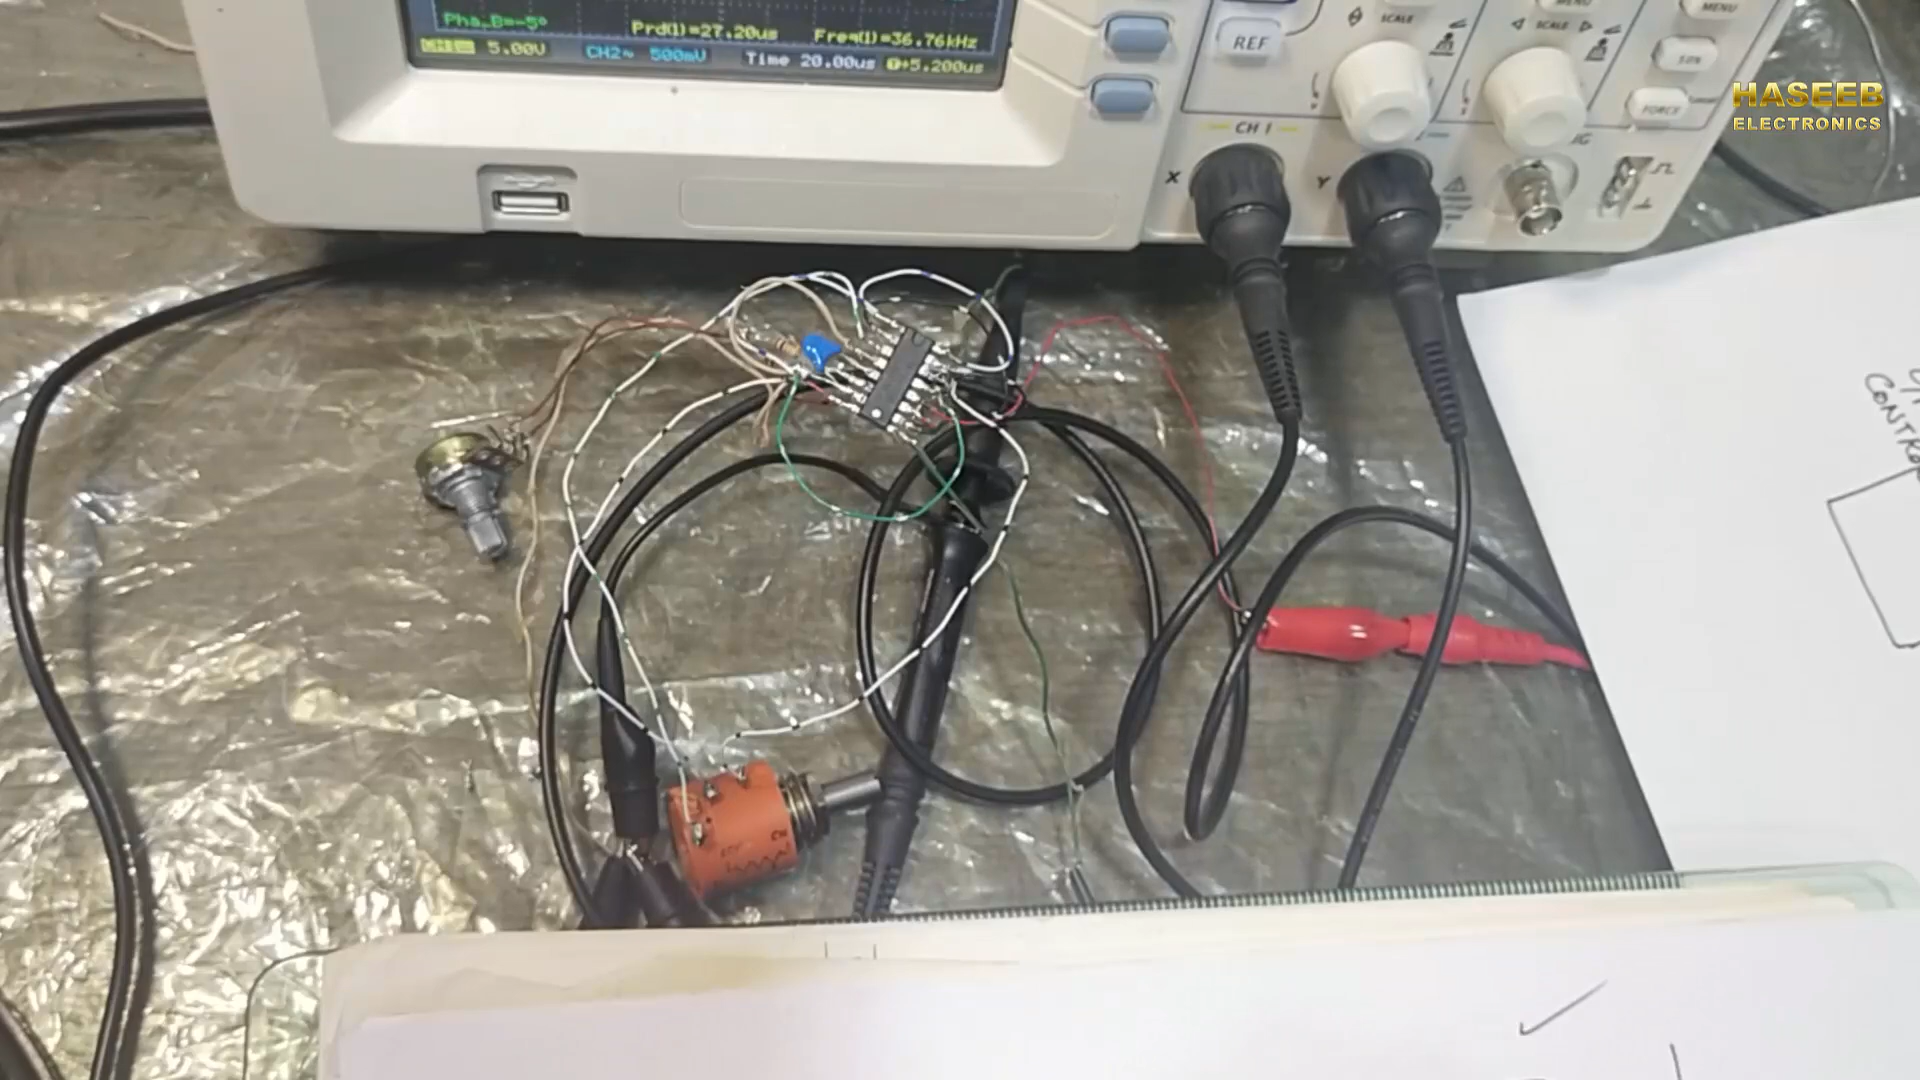 Pha_B=-5°
Prd(1)=27.20us Freq(1)=36.76kHz
CH1 5.00V CH2~ 500mV Time 20.00us T+5.200us
REF
SCALE
SCALE
MENU
MENU
50%
FORCE
CH 1
X
Y
HASEEB
ELECTRONICS